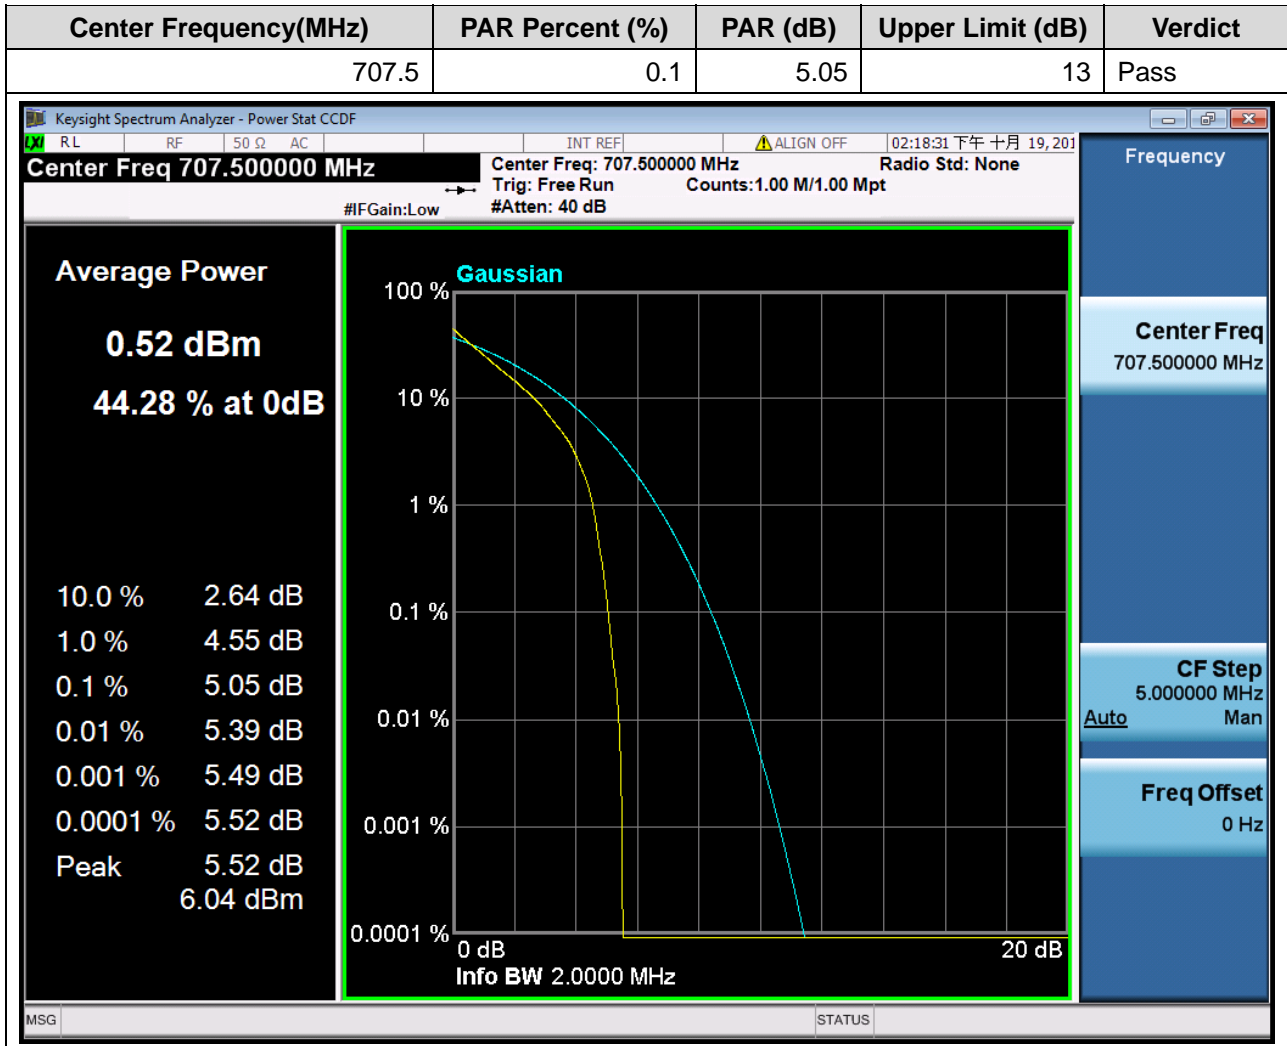 Center Frequency(MHz) PAR Percent (%) PAR (dB) Upper Limit (dB) Verdict
707.5 0.1 5.05 13 Pass
Keysight Spectrum Analyzer - Power Stat CCDF
LXI RL RF 50 Ω AC INT REF ALIGN OFF 02:18:31 下午 十月 19, 201
Center Freq 707.500000 MHz
Center Freq: 707.500000 MHz Radio Std: None
Trig: Free Run Counts:1.00 M/1.00 Mpt
#IFGain:Low #Atten: 40 dB
Average Power
0.52 dBm
44.28 % at 0dB
10.0 % 2.64 dB
1.0 % 4.55 dB
0.1 % 5.05 dB
0.01 % 5.39 dB
0.001 % 5.49 dB
0.0001 % 5.52 dB
Peak 5.52 dB
6.04 dBm
Gaussian
100 %
10 %
1 %
0.1 %
0.01 %
0.001 %
0.0001 %
0 dB 20 dB
Info BW 2.0000 MHz
Frequency
Center Freq
707.500000 MHz
CF Step
5.000000 MHz
Auto Man
Freq Offset
0 Hz
MSG STATUS